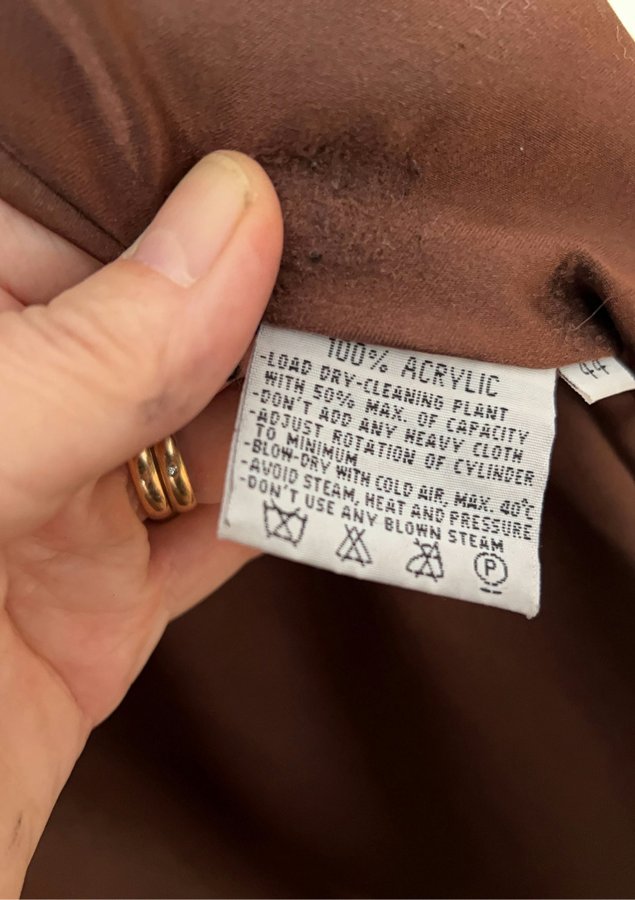 100% ACRYLIC
-LOAD DRY-CLEANING PLANT
WITH 50% MAX. OF CAPACITY
-DON'T ADD ANY HEAVY CLOTH
-ADJUST ROTATION OF CYLINDER
TO MINIMUM
-BLOW-DRY WITH COLD AIR. MAX. 40°C
-AVOID STEAM, HEAT AND PRESSURE
-DON'T USE ANY BLOWN STEAM
P
44